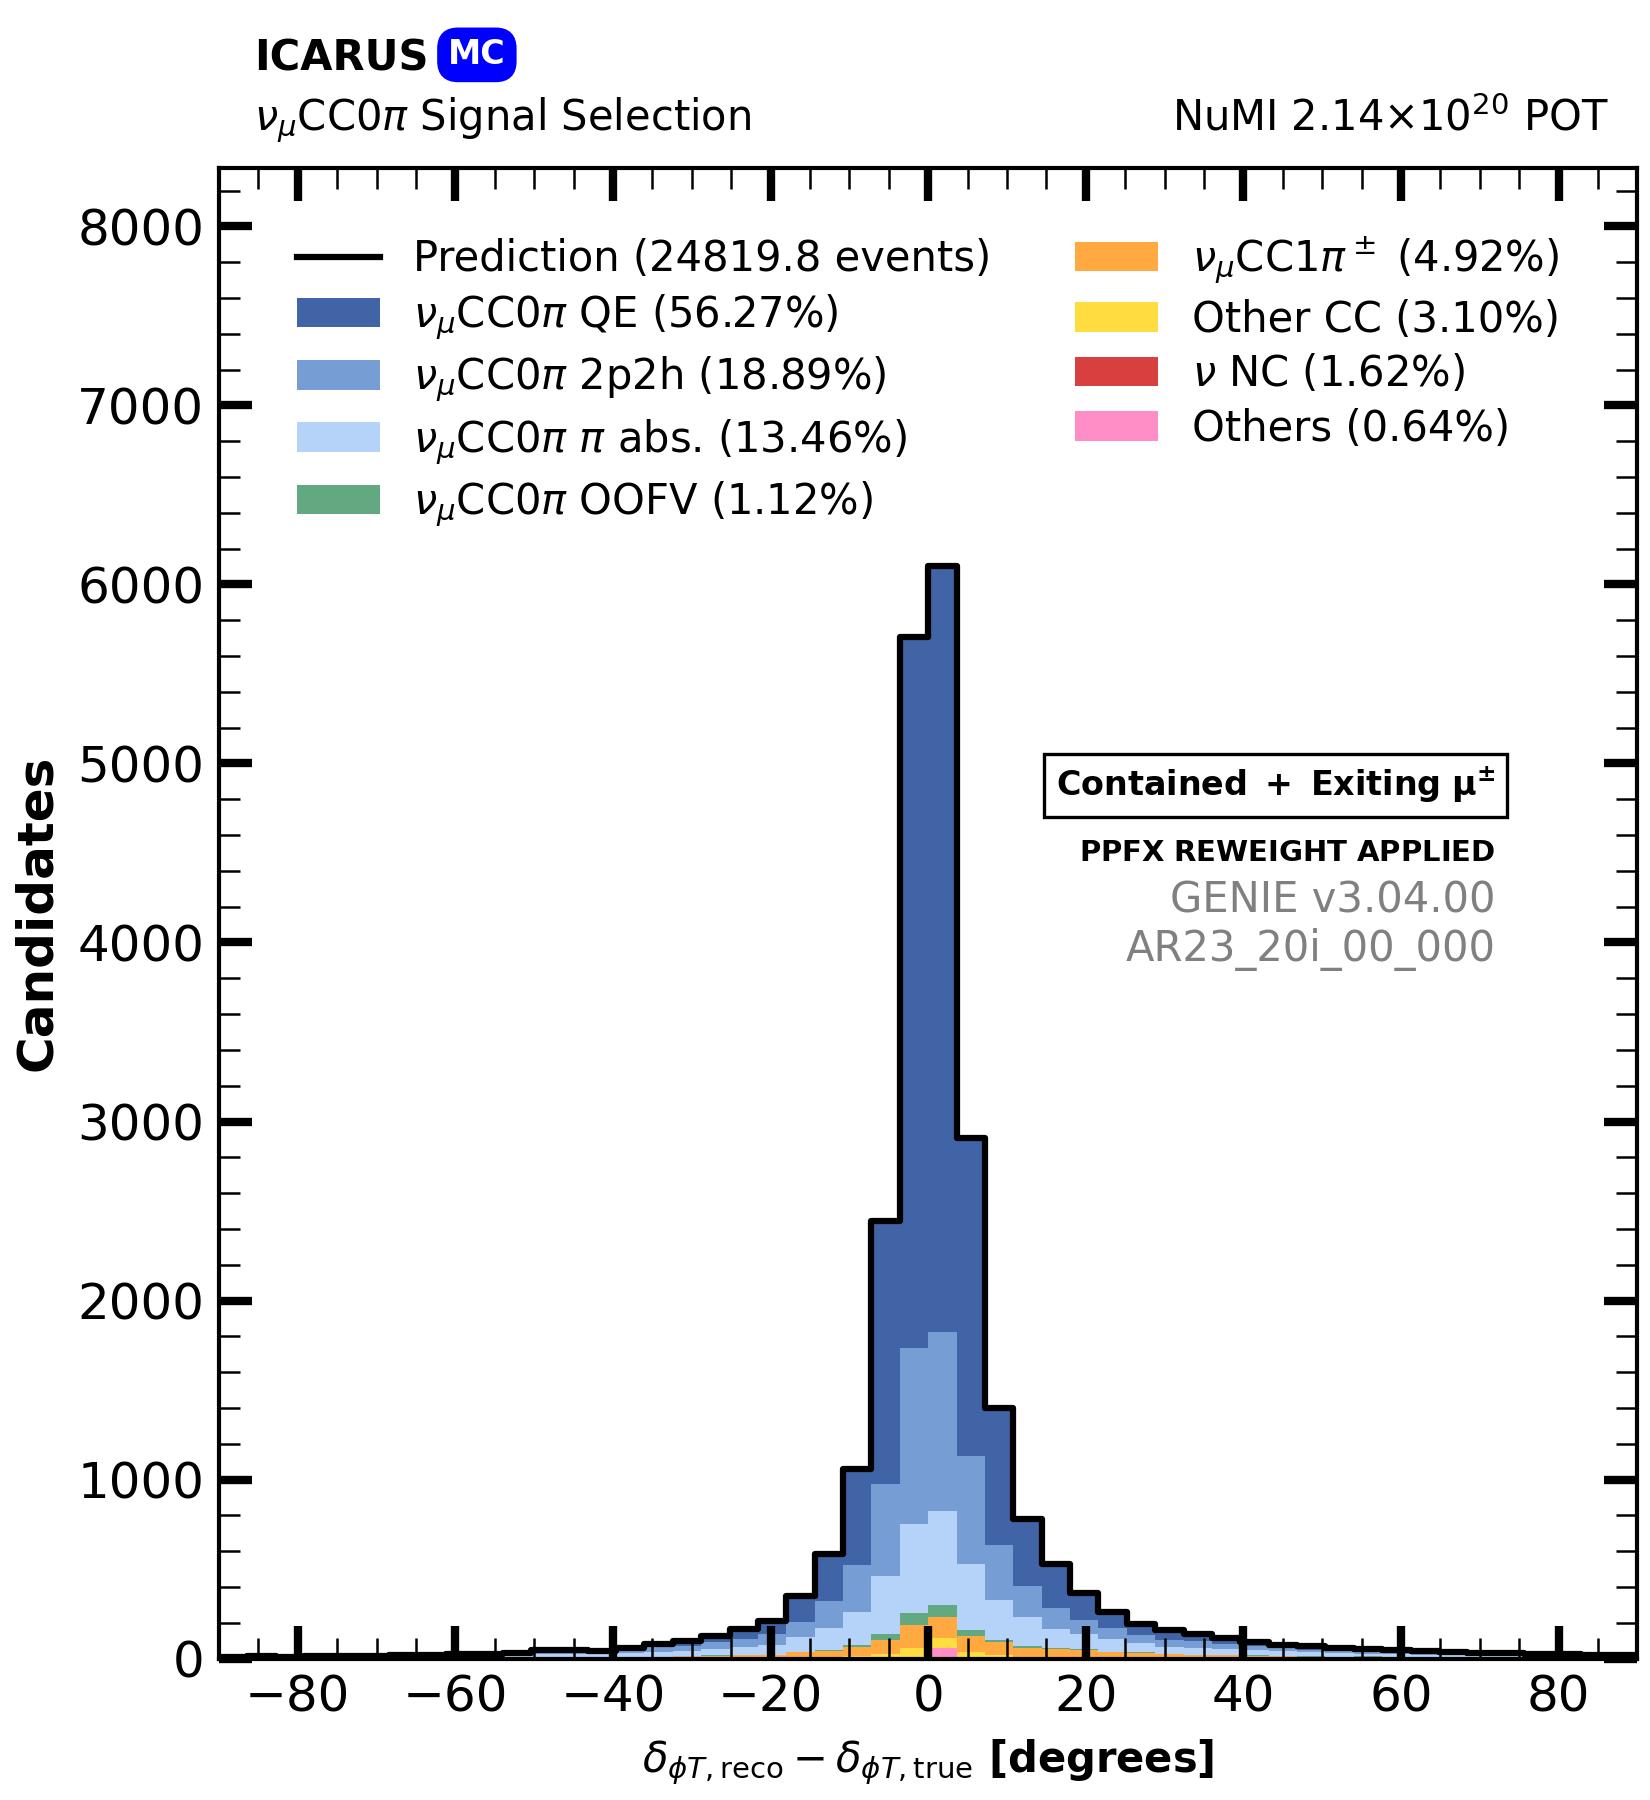 ICARUS MC
νμCC0π Signal Selection
NuMI 2.14×10²⁰ POT
8000
7000
6000
5000
4000
3000
2000
1000
0
Candidates
Prediction (24819.8 events)
νμCC0π QE (56.27%)
νμCC0π 2p2h (18.89%)
νμCC0π π abs. (13.46%)
νμCC0π OOFV (1.12%)
νμCC1π± (4.92%)
Other CC (3.10%)
ν NC (1.62%)
Others (0.64%)
Contained + Exiting μ±
PPFX REWEIGHT APPLIED
GENIE v3.04.00
AR23_20i_00_000
−80 −60 −40 −20 0 20 40 60 80
δϕT, reco − δϕT, true [degrees]